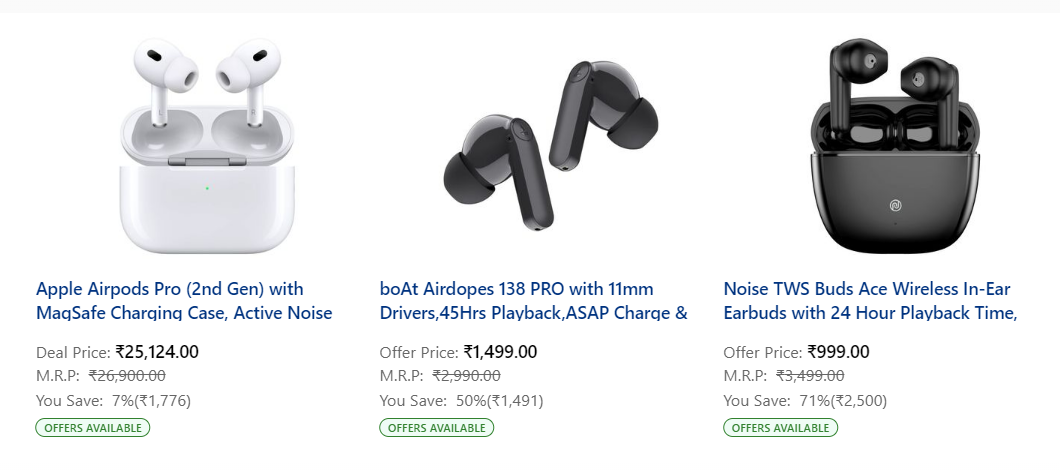 Apple Airpods Pro (2nd Gen) with
MagSafe Charging Case, Active Noise
Deal Price: ₹25,124.00
M.R.P: ₹26,900.00
You Save: 7%(₹1,776)
OFFERS AVAILABLE
boAt Airdopes 138 PRO with 11mm
Drivers,45Hrs Playback,ASAP Charge &
Offer Price: ₹1,499.00
M.R.P: ₹2,990.00
You Save: 50%(₹1,491)
OFFERS AVAILABLE
Noise TWS Buds Ace Wireless In-Ear
Earbuds with 24 Hour Playback Time,
Offer Price: ₹999.00
M.R.P: ₹3,499.00
You Save: 71%(₹2,500)
OFFERS AVAILABLE